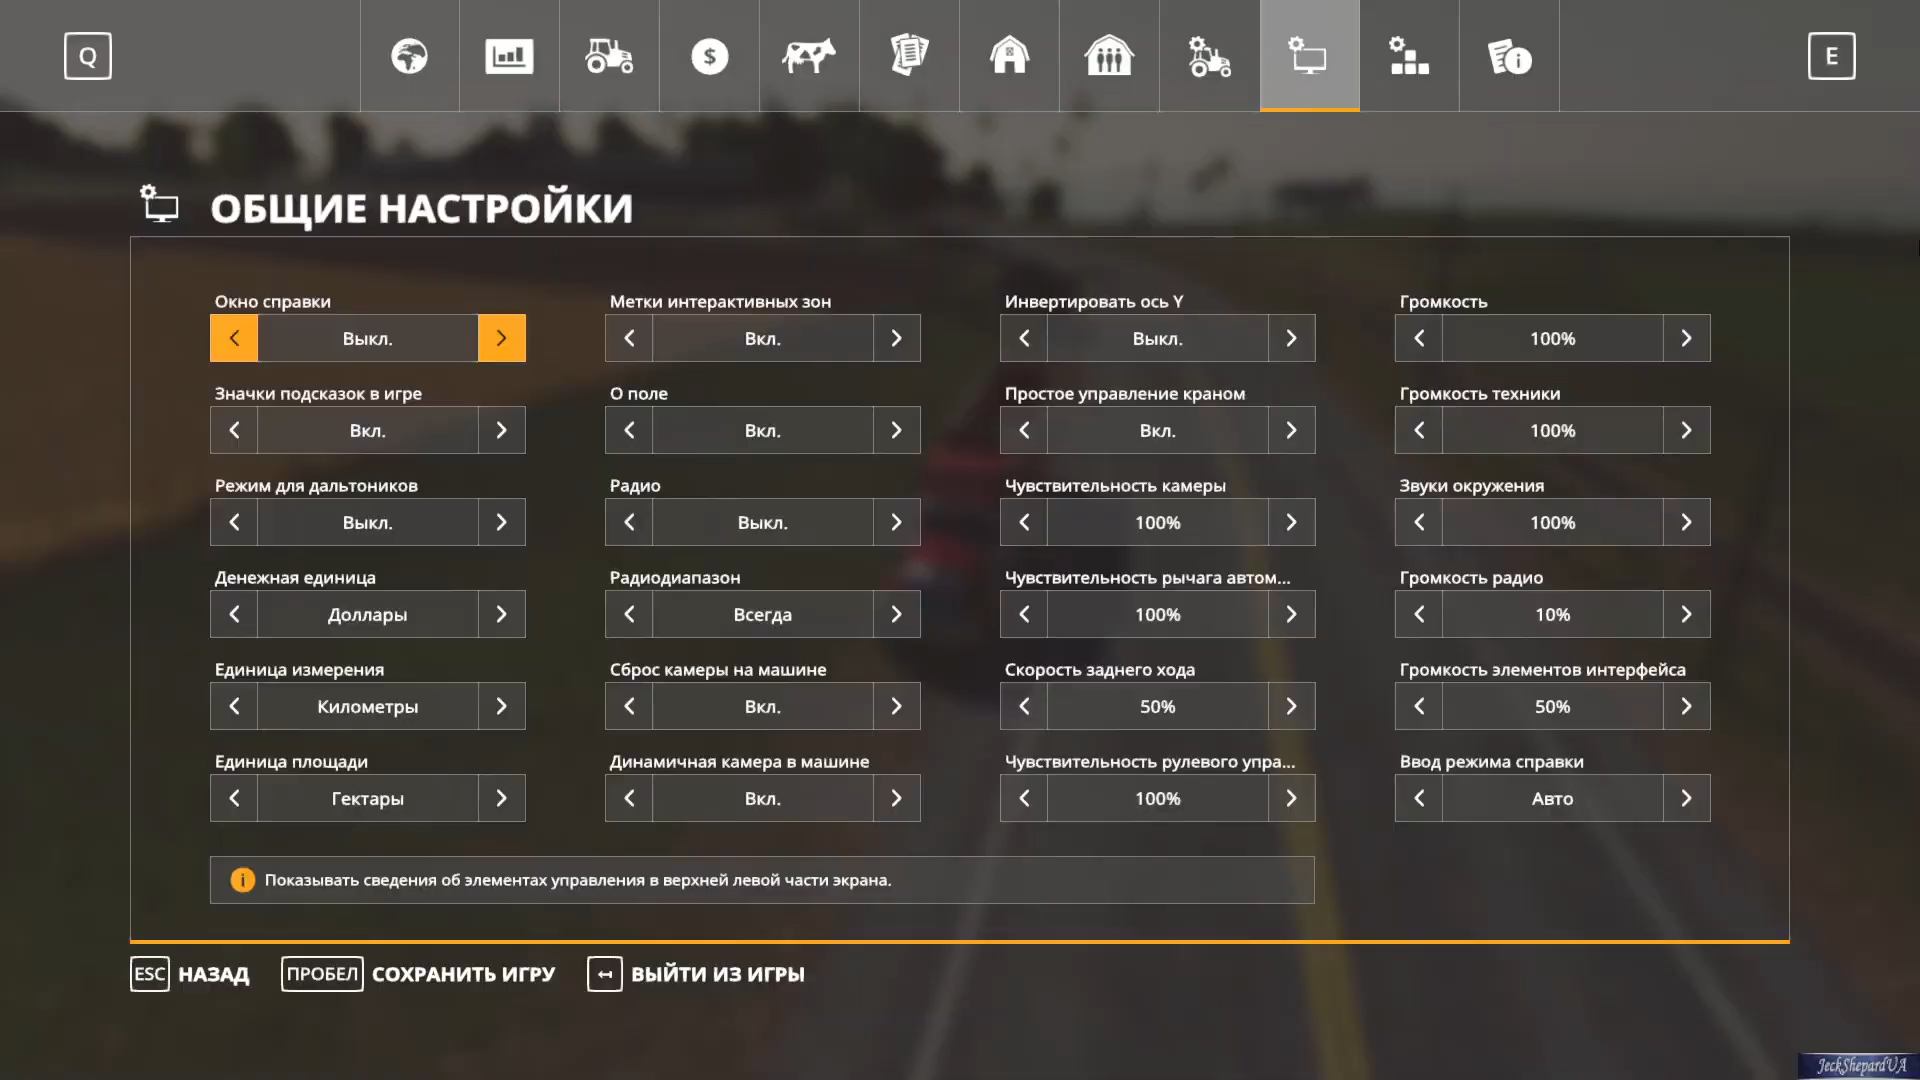 Q
E
ОБЩИЕ НАСТРОЙКИ
Окно справки
Выкл.
Метки интерактивных зон
Вкл.
Инвертировать ось Y
Выкл.
Громкость
100%
Значки подсказок в игре
Вкл.
О поле
Вкл.
Простое управление краном
Вкл.
Громкость техники
100%
Режим для дальтоников
Выкл.
Радио
Выкл.
Чувствительность камеры
100%
Звуки окружения
100%
Денежная единица
Доллары
Радиодиапазон
Всегда
Чувствительность рычага автом...
100%
Громкость радио
10%
Единица измерения
Километры
Сброс камеры на машине
Вкл.
Скорость заднего хода
50%
Громкость элементов интерфейса
50%
Единица площади
Гектары
Динамичная камера в машине
Вкл.
Чувствительность рулевого упра...
100%
Ввод режима справки
Авто
Показывать сведения об элементах управления в верхней левой части экрана.
ESC НАЗАД ПРОБЕЛ СОХРАНИТЬ ИГРУ ВЫЙТИ ИЗ ИГРЫ
JeckShepardUA